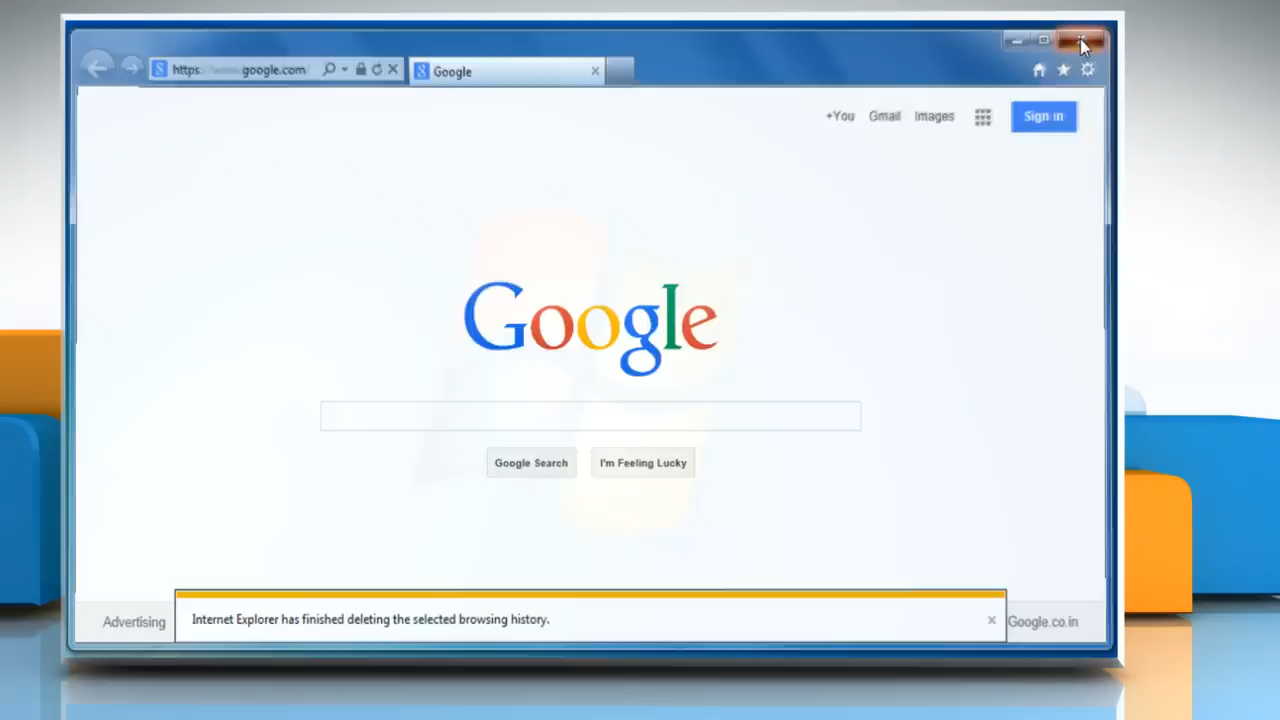 https: google.com
Google
+You Gmail Images Sign in
Google
Google Search I'm Feeling Lucky
Advertising
Internet Explorer has finished deleting the selected browsing history.
Google.co.in